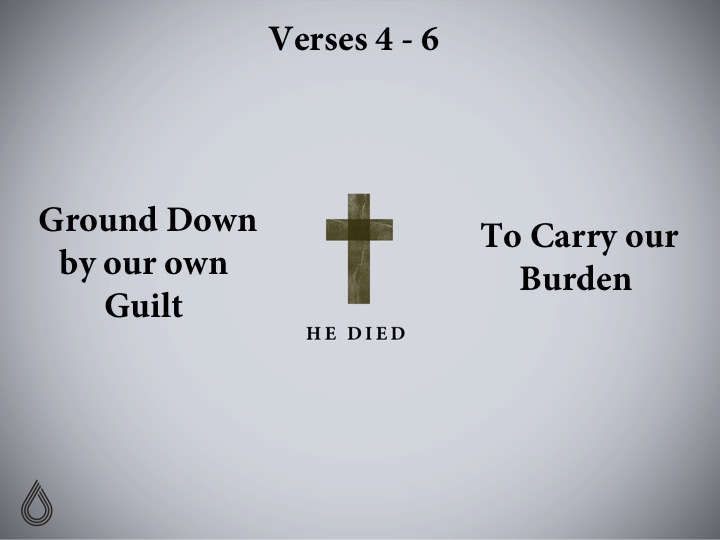 Verses 4 - 6
Ground Down
by our own
Guilt
HE DIED
To Carry our
Burden